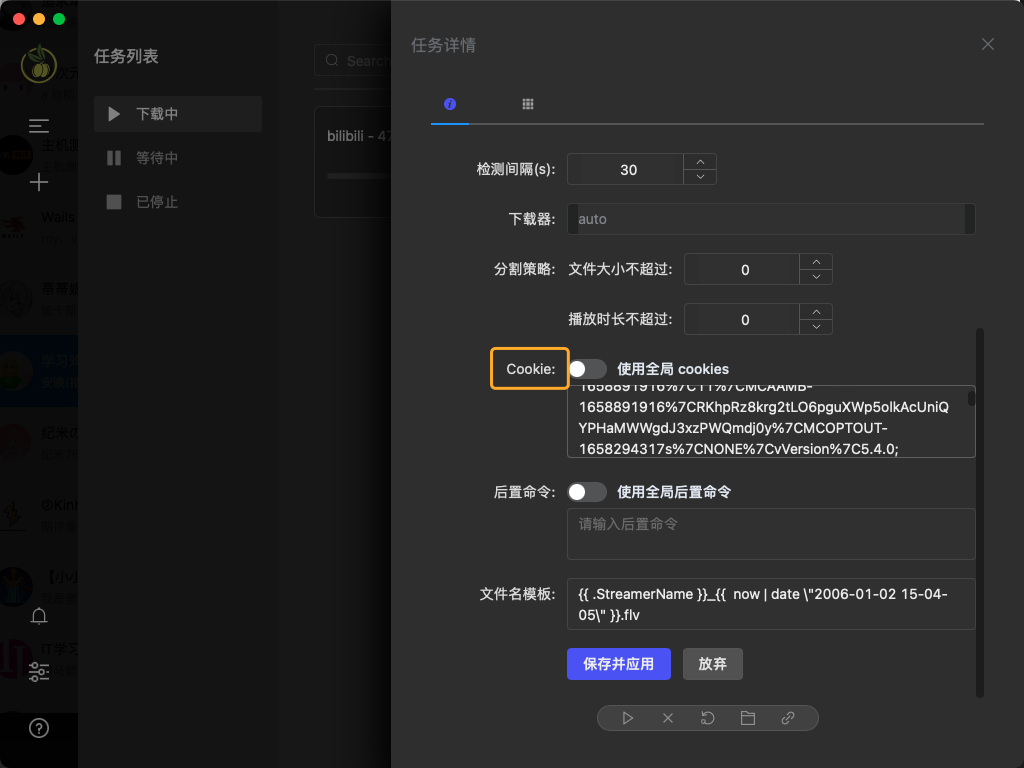 任务列表
下载中
等待中
已停止
Search
bilibili - 47
任务详情
检测间隔(s):
30
下载器:
auto
分割策略:
文件大小不超过:
0
播放时长不超过:
0
Cookie:
使用全局 cookies
1658891916%7C11%7CMCAAMB-
1658891916%7CRKhpRz8krg2tLO6pguXWp5olkAcUniQ
YPHaMWWgdJ3xzPWQmdj0y%7CMCOPTOUT-
1658294317s%7CNONE%7CvVersion%7C5.4.0;
后置命令:
使用全局后置命令
请输入后置命令
文件名模板:
{{ .StreamerName }}_{{  now | date \"2006-01-02 15-04-
05\" }}.flv
保存并应用
放弃